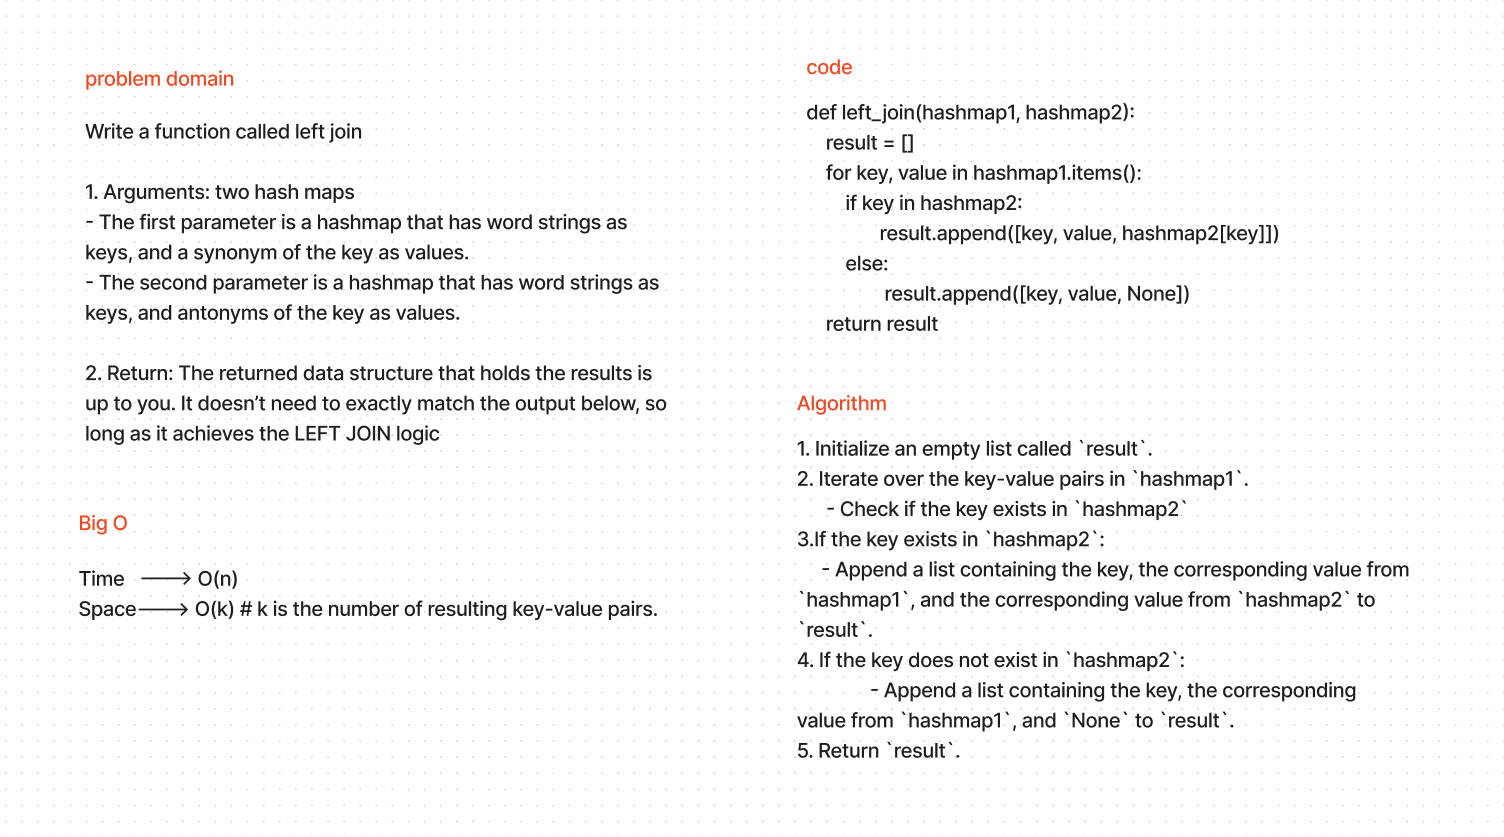 problem domain
Write a function called left join
1. Arguments: two hash maps
- The first parameter is a hashmap that has word strings as
keys, and a synonym of the key as values.
- The second parameter is a hashmap that has word strings as
keys, and antonyms of the key as values.
2. Return: The returned data structure that holds the results is
up to you. It doesn’t need to exactly match the output below, so
long as it achieves the LEFT JOIN logic
Big O
Time ⟶ O(n)
Space ⟶ O(k) # k is the number of resulting key-value pairs.
code
def left_join(hashmap1, hashmap2):
result = []
for key, value in hashmap1.items():
if key in hashmap2:
result.append([key, value, hashmap2[key]])
else:
result.append([key, value, None])
return result
Algorithm
1. Initialize an empty list called `result`.
2. Iterate over the key-value pairs in `hashmap1`.
- Check if the key exists in `hashmap2`
3.If the key exists in `hashmap2`:
- Append a list containing the key, the corresponding value from
`hashmap1`, and the corresponding value from `hashmap2` to
`result`.
4. If the key does not exist in `hashmap2`:
- Append a list containing the key, the corresponding
value from `hashmap1`, and `None` to `result`.
5. Return `result`.